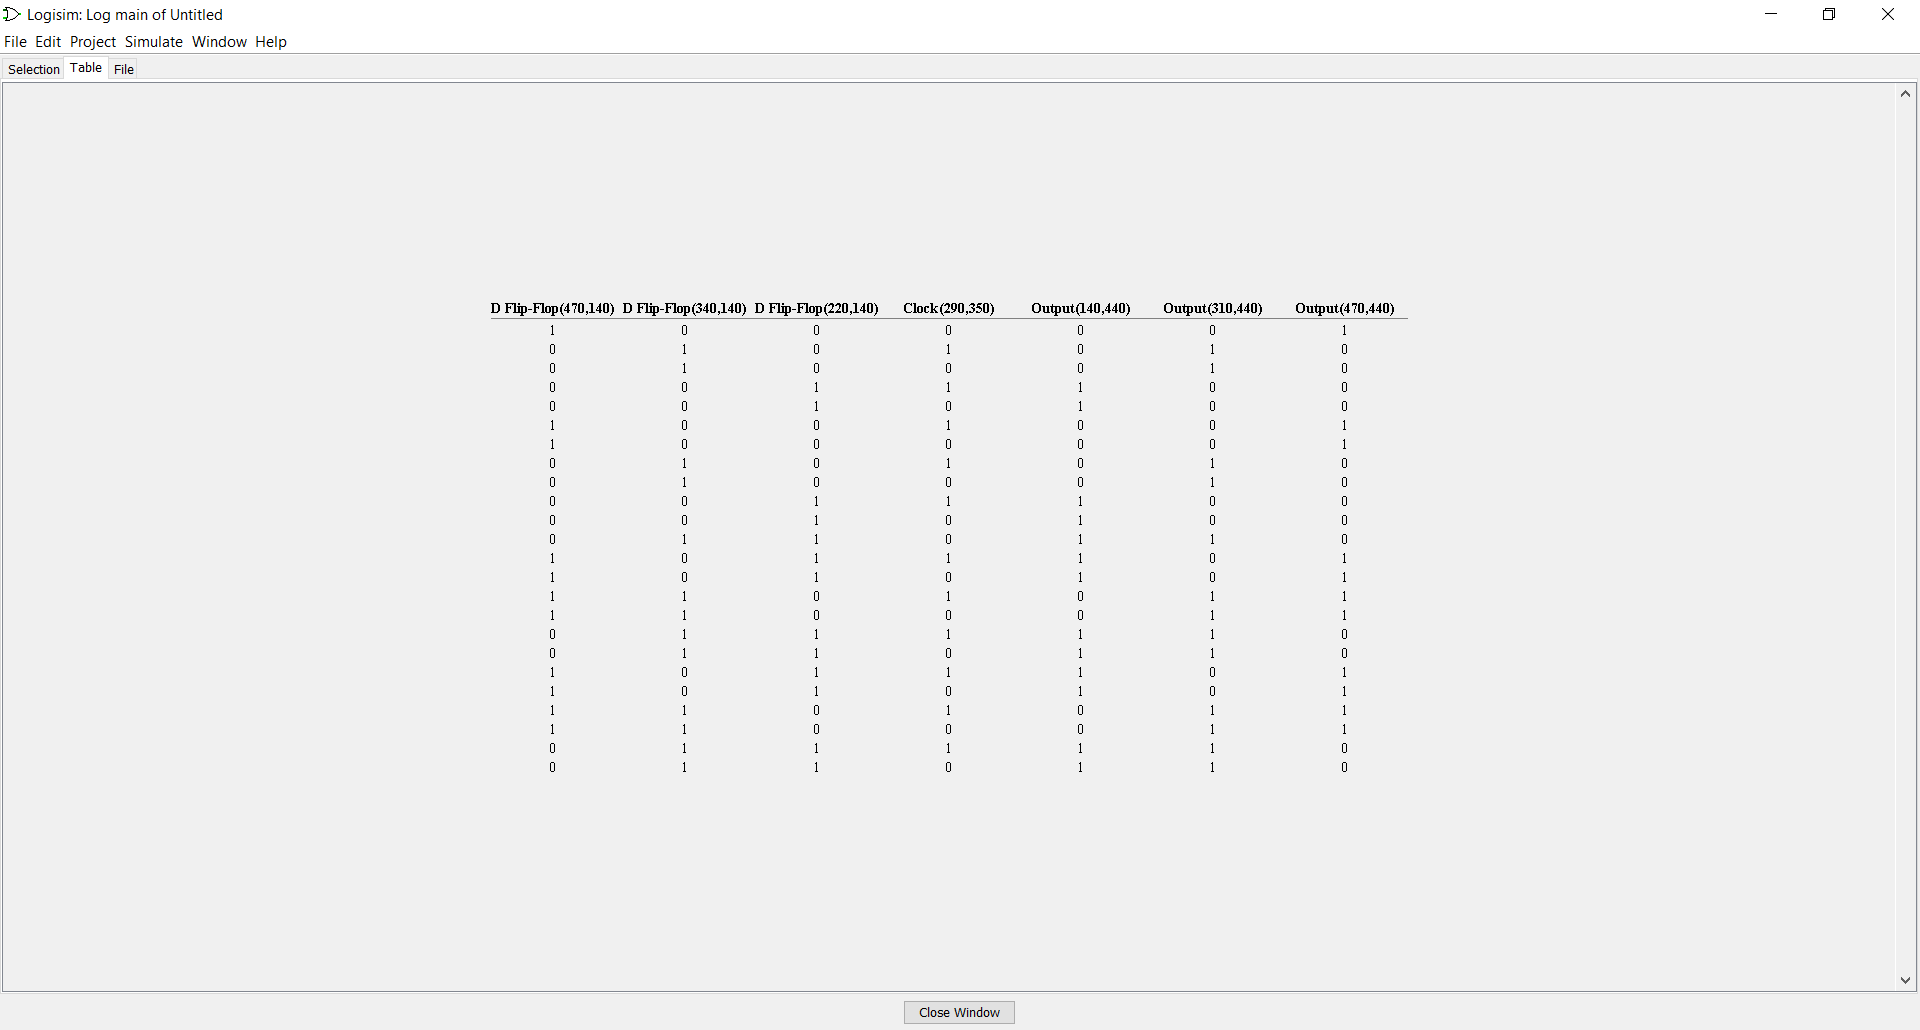 Logisim: Log main of Untitled
File Edit Project Simulate Window Help
Selection Table File
D Flip-Flop(470,140) D Flip-Flop(340,140) D Flip-Flop(220,140) Clock(290,350) Output(140,440) Output(310,440) Output(470,440)
1 0 0 0 0 0 1
0 1 0 1 0 1 0
0 1 0 0 0 1 0
0 0 1 1 1 0 0
0 0 1 0 1 0 0
1 0 0 1 0 0 1
1 0 0 0 0 0 1
0 1 0 1 0 1 0
0 1 0 0 0 1 0
0 0 1 1 1 0 0
0 0 1 0 1 0 0
0 1 1 0 1 1 0
1 0 1 1 1 0 1
1 0 1 0 1 0 1
1 1 0 1 0 1 1
1 1 0 0 0 1 1
0 1 1 1 1 1 0
0 1 1 0 1 1 0
1 0 1 1 1 0 1
1 0 1 0 1 0 1
1 1 0 1 0 1 1
1 1 0 0 0 1 1
0 1 1 1 1 1 0
0 1 1 0 1 1 0
Close Window